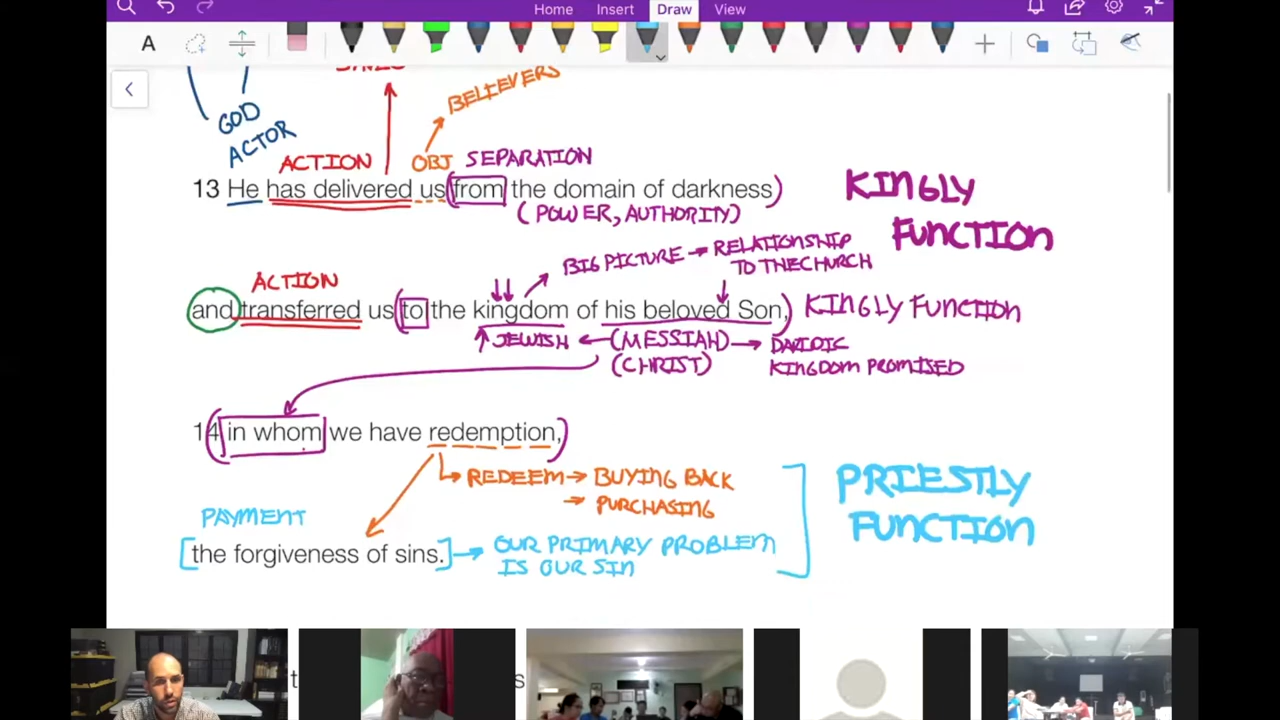 Home Insert Draw View
A
BELIEVERS
GOD
ACTOR
ACTION OBJ SEPARATION
13 He has delivered us (from the domain of darkness)
(POWER, AUTHORITY)
KINGLY
FUNCTION
BIG PICTURE → RELATIONSHIP
TO THE CHURCH
ACTION
and transferred us (to the kingdom of his beloved Son,) KINGLY FUNCTION
↑ JEWISH ← (MESSIAH) → DAVIDIC
(CHRIST) KINGDOM PROMISED
14 (in whom we have redemption,)
REDEEM → BUYING BACK
→ PURCHASING
PRIESTLY
FUNCTION
PAYMENT
[the forgiveness of sins.] → OUR PRIMARY PROBLEM
IS OUR SIN